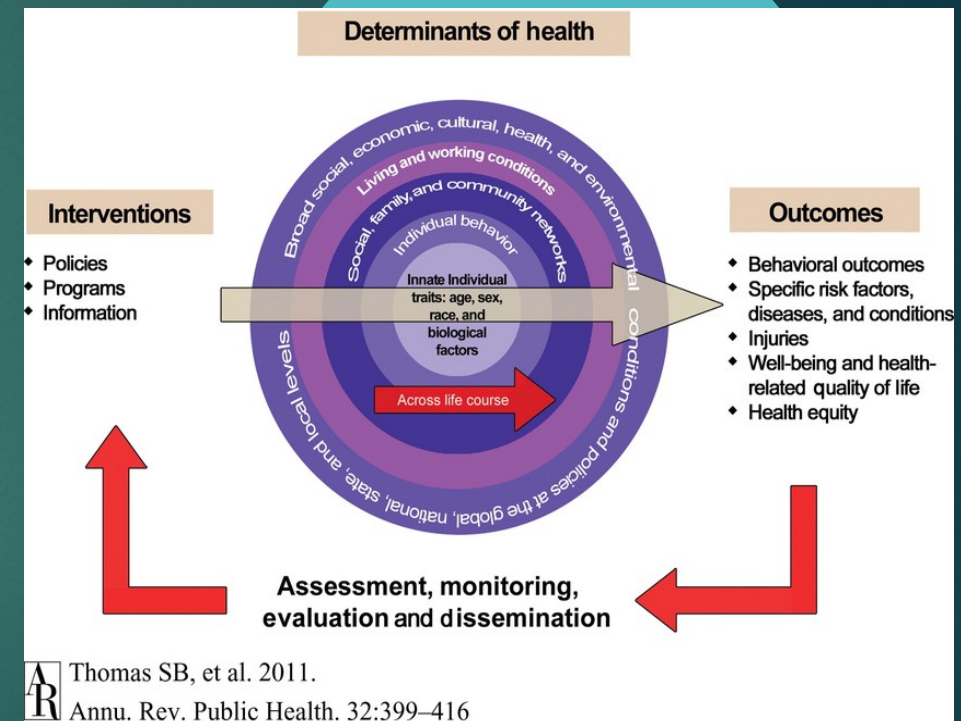 Determinants of health
Broad social, economic, cultural, health, and environmental conditions and policies at the global, national, state, and local levels
Living and working conditions
Social, family, and community networks
Individual behavior
Innate Individual
traits: age, sex,
race, and
biological
factors
Across life course
Interventions
◆ Policies
◆ Programs
◆ Information
Outcomes
◆ Behavioral outcomes
◆ Specific risk factors,
diseases, and conditions
◆ Injuries
◆ Well-being and health-
related quality of life
◆ Health equity
Assessment, monitoring,
evaluation and dissemination
AR
Thomas SB, et al. 2011.
Annu. Rev. Public Health. 32:399–416